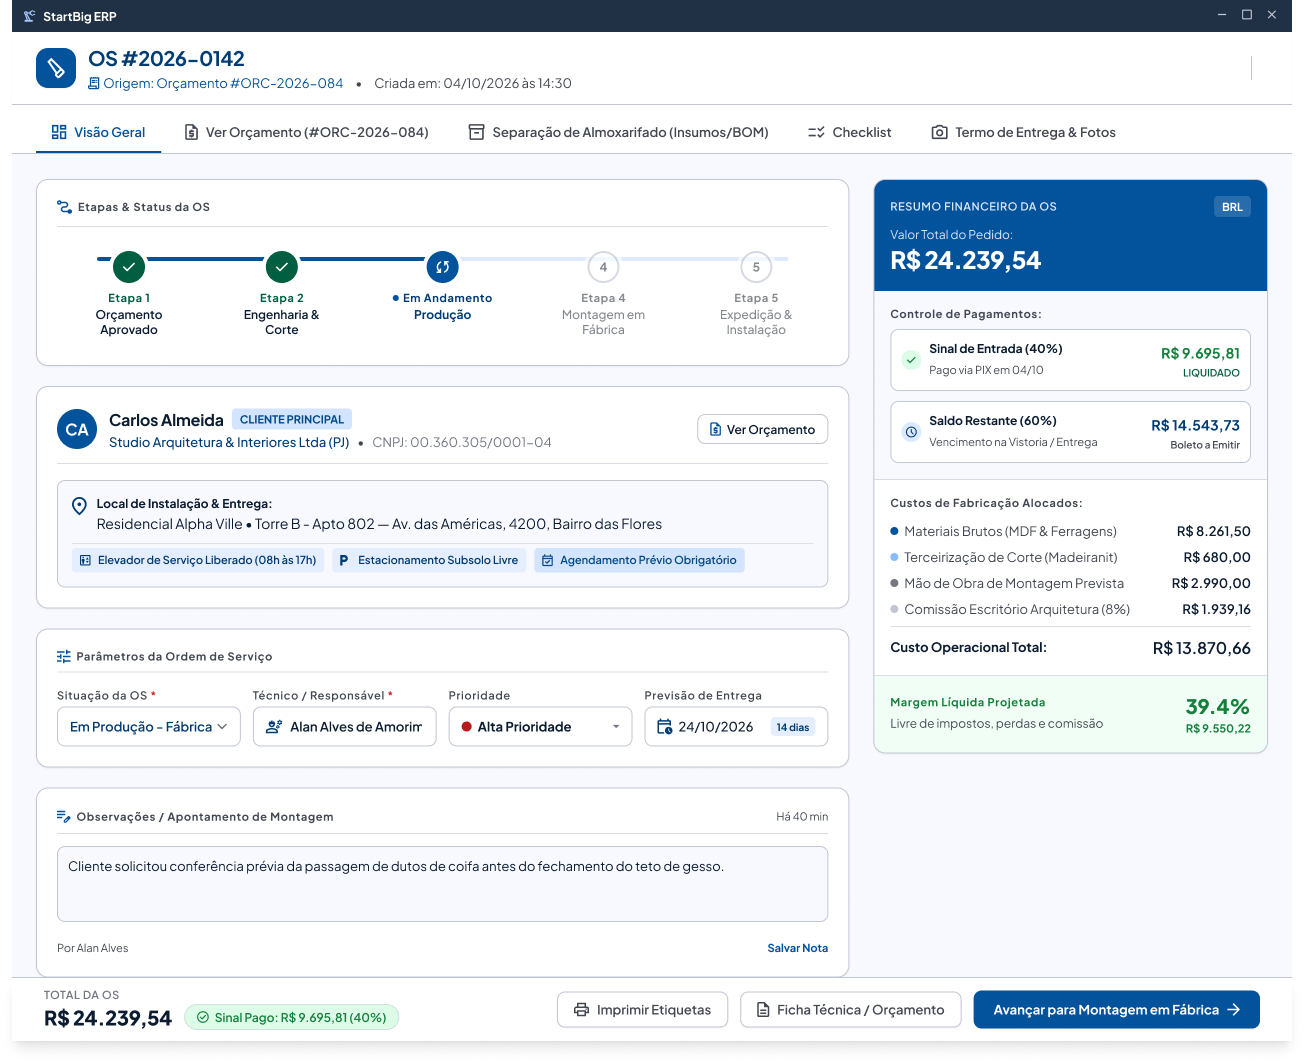 StartBig ERP
OS #2026-0142
Origem: Orçamento #ORC-2026-084 • Criada em: 04/10/2026 às 14:30
Visão Geral
Ver Orçamento (#ORC-2026-084)
Separação de Almoxarifado (Insumos/BOM)
Checklist
Termo de Entrega & Fotos
Etapas & Status da OS
Etapa 1
Orçamento
Aprovado
Etapa 2
Engenharia &
Corte
• Em Andamento
Produção
4
Etapa 4
Montagem em
Fábrica
5
Etapa 5
Expedição &
Instalação
CA
Carlos Almeida
CLIENTE PRINCIPAL
Studio Arquitetura & Interiores Ltda (PJ) • CNPJ: 00.360.305/0001-04
Ver Orçamento
Local de Instalação & Entrega:
Residencial Alpha Ville • Torre B - Apto 802 — Av. das Américas, 4200, Bairro das Flores
Elevador de Serviço Liberado (08h às 17h)
P Estacionamento Subsolo Livre
Agendamento Prévio Obrigatório
Parâmetros da Ordem de Serviço
Situação da OS *
Em Produção - Fábrica
Técnico / Responsável *
Alan Alves de Amorim
Prioridade
Alta Prioridade
Previsão de Entrega
24/10/2026
14 dias
Observações / Apontamento de Montagem
Há 40 min
Cliente solicitou conferência prévia da passagem de dutos de coifa antes do fechamento do teto de gesso.
Por Alan Alves
Salvar Nota
RESUMO FINANCEIRO DA OS
BRL
Valor Total do Pedido:
R$ 24.239,54
Controle de Pagamentos:
Sinal de Entrada (40%)
Pago via PIX em 04/10
R$ 9.695,81
LIQUIDADO
Saldo Restante (60%)
Vencimento na Vistoria / Entrega
R$ 14.543,73
Boleto a Emitir
Custos de Fabricação Alocados:
Materiais Brutos (MDF & Ferragens) R$ 8.261,50
Terceirização de Corte (Madeiranit) R$ 680,00
Mão de Obra de Montagem Prevista R$ 2.990,00
Comissão Escritório Arquitetura (8%) R$ 1.939,16
Custo Operacional Total: R$ 13.870,66
Margem Líquida Projetada
Livre de impostos, perdas e comissão
39.4%
R$ 9.550,22
TOTAL DA OS
R$ 24.239,54
Sinal Pago: R$ 9.695,81 (40%)
Imprimir Etiquetas
Ficha Técnica / Orçamento
Avançar para Montagem em Fábrica